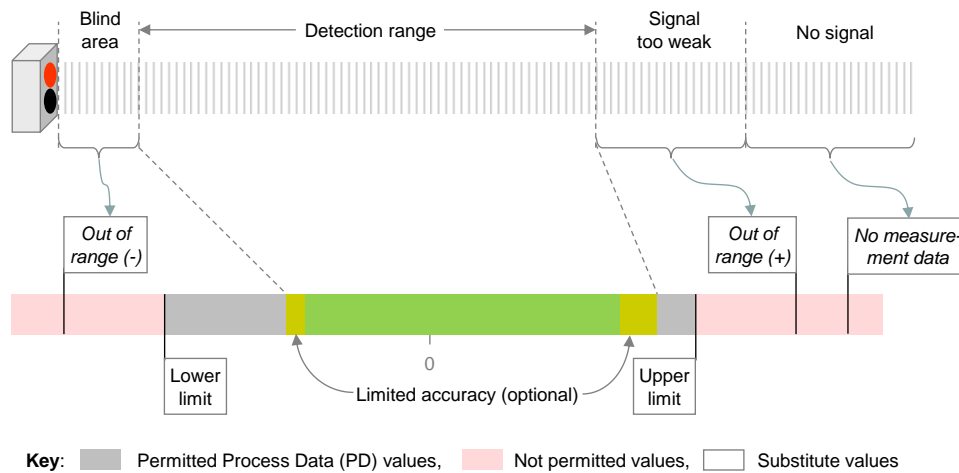 Blind
area
Detection range
Signal
too weak
No signal
Out of
range (-)
Out of
range (+)
No measure-
ment data
0
Lower
limit
Limited accuracy (optional)
Upper
limit
Key: Permitted Process Data (PD) values, Not permitted values, Substitute values